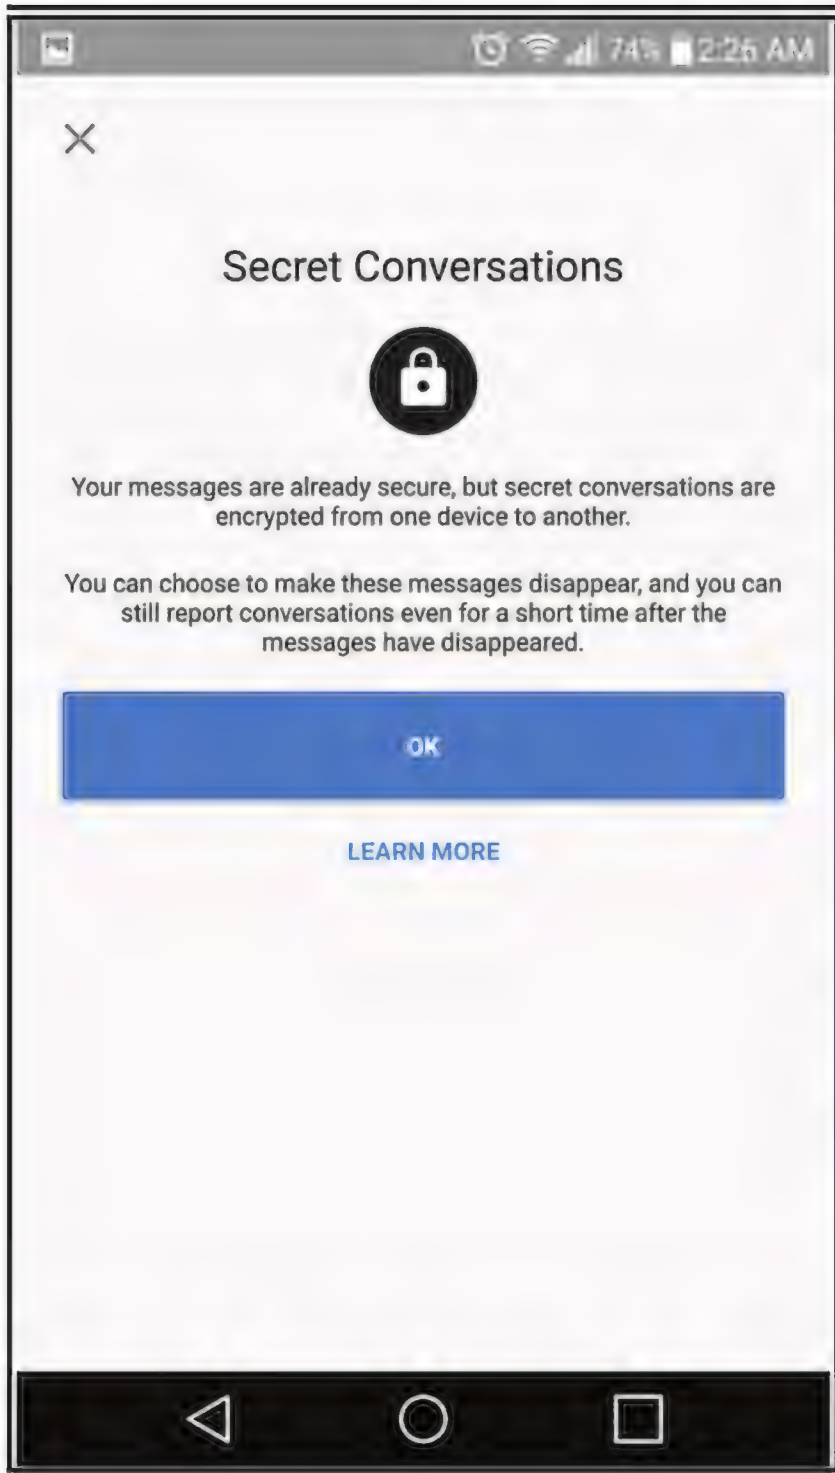 74% 2:26 AM
Secret Conversations
Your messages are already secure, but secret conversations are
encrypted from one device to another.
You can choose to make these messages disappear, and you can
still report conversations even for a short time after the
messages have disappeared.
OK
LEARN MORE